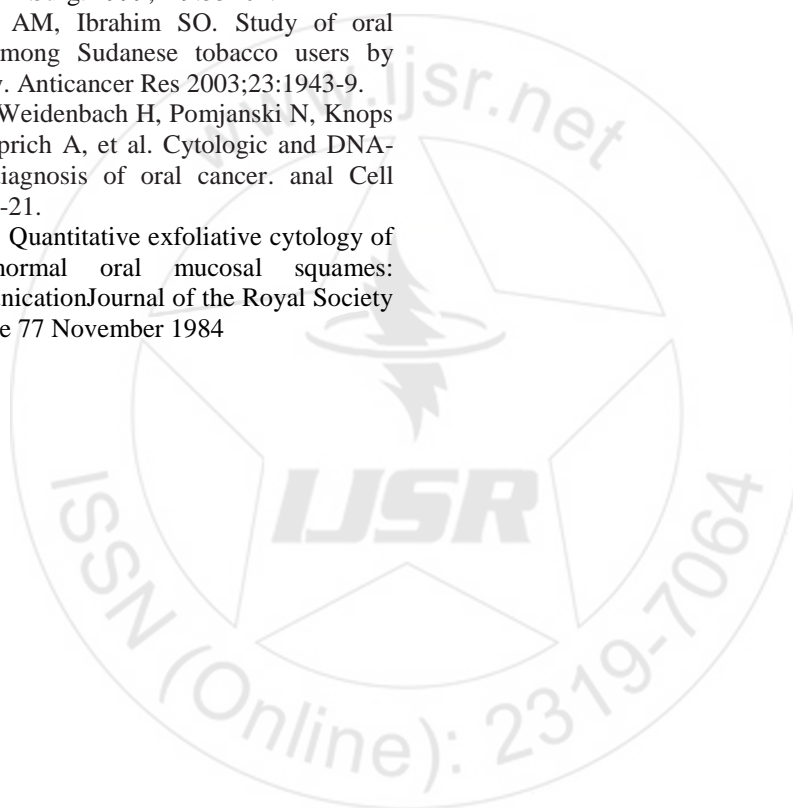 AM, Ibrahim SO. Study of oral
mong Sudanese tobacco users by
. Anticancer Res 2003;23:1943-9.
Weidenbach H, Pomjanski N, Knops
prich A, et al. Cytologic and DNA-
iagnosis of oral cancer. anal Cell
-21.
Quantitative exfoliative cytology of
normal oral mucosal squames:
nicationJournal of the Royal Society
e 77 November 1984
www.ijsr.net
IJSR
ISSN (Online): 2319-7064